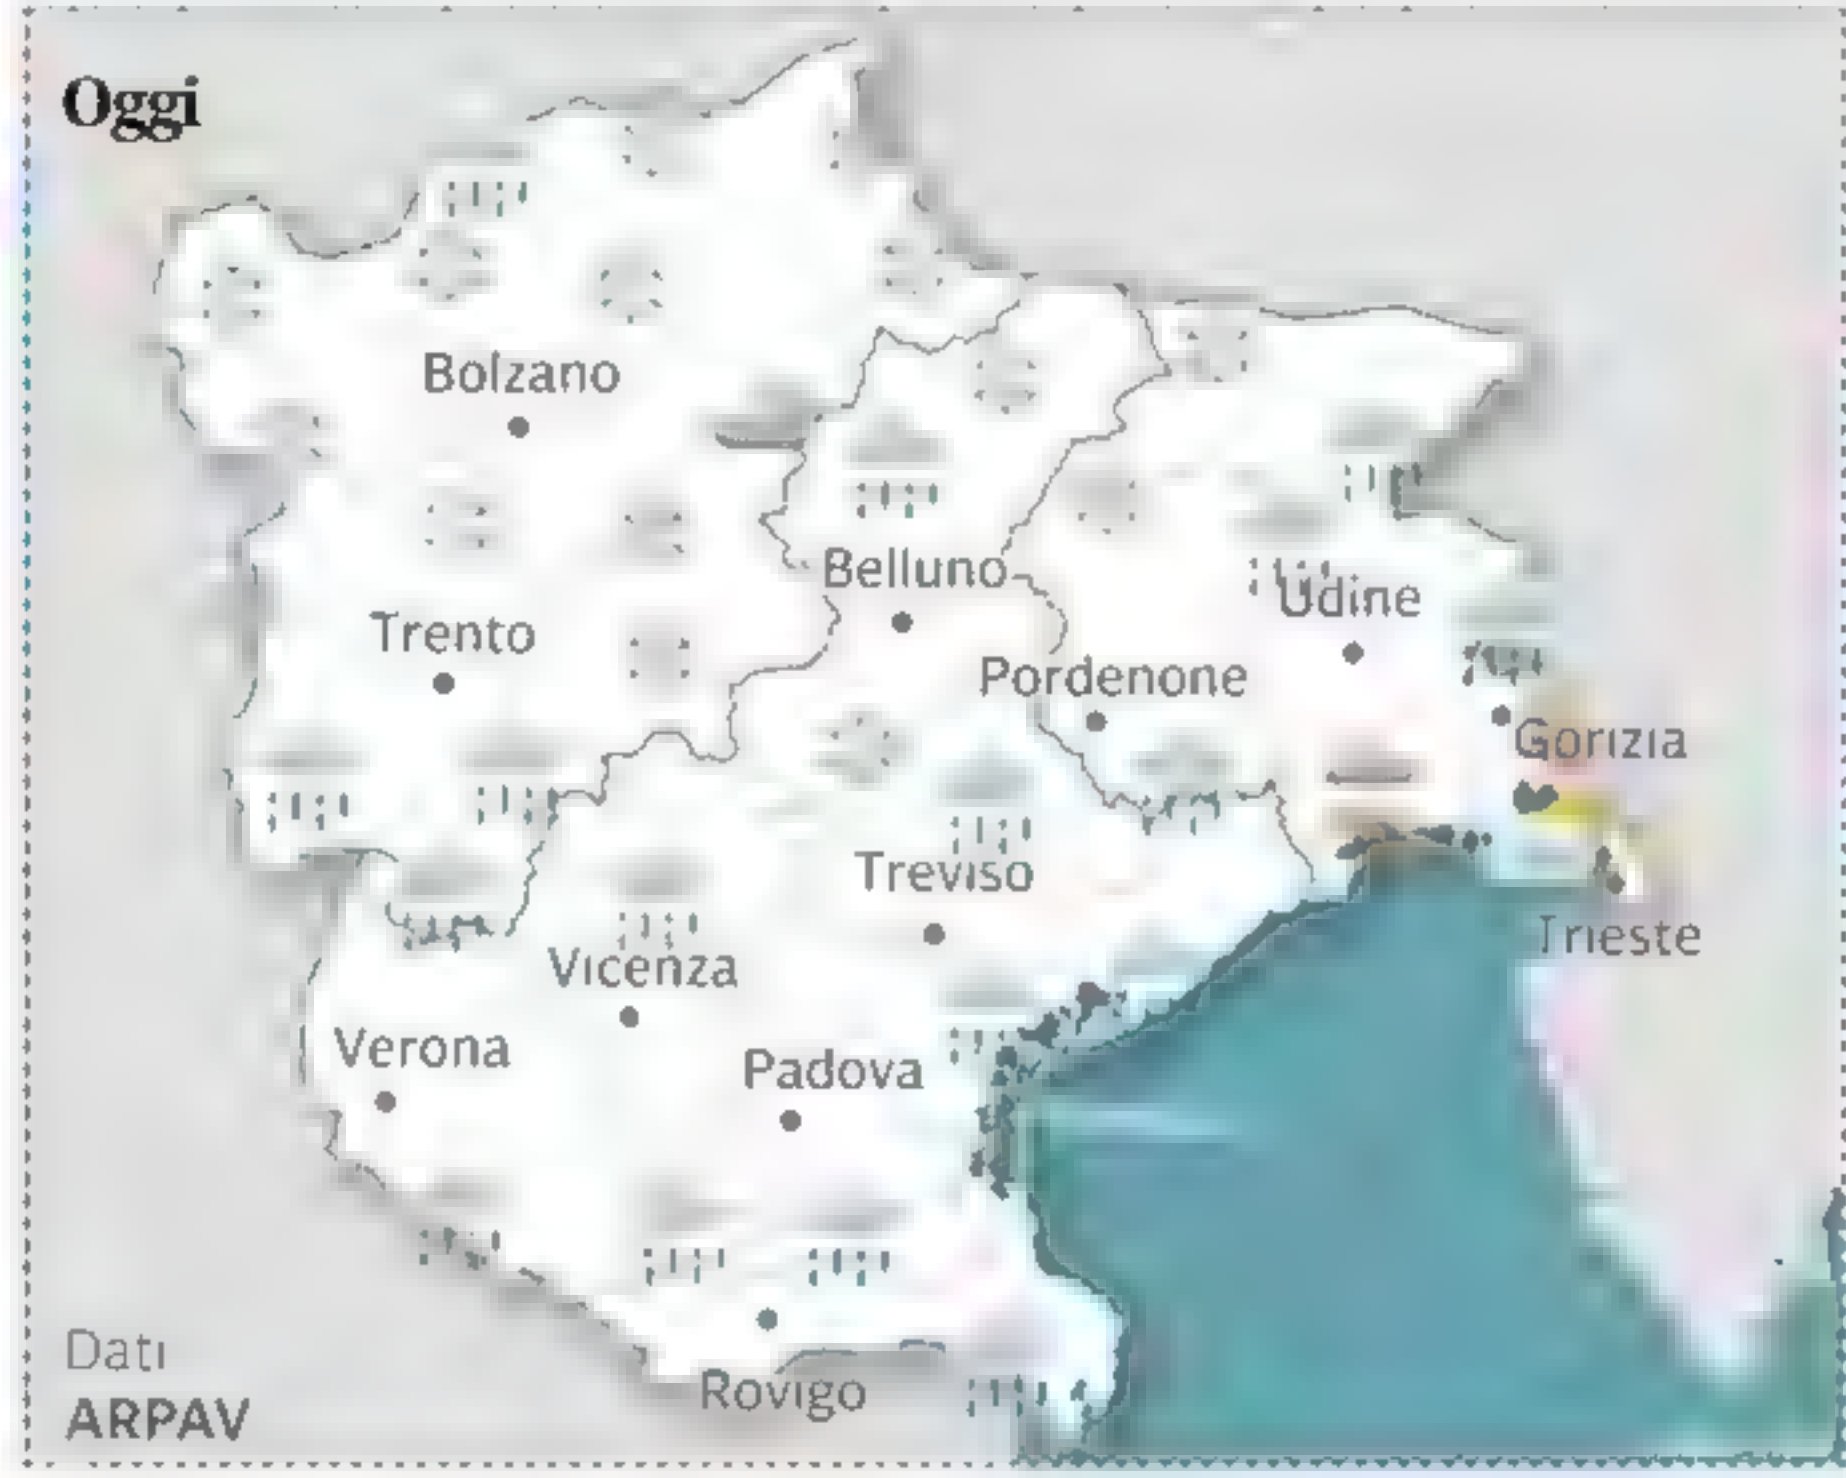 Oggi
Bolzano
Belluno
Trento
Udine
Pordenone
Gorizia
Treviso
Trieste
Vicenza
Verona
Padova
Rovigo
Dati
ARPAV